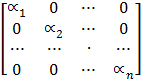 ∝₁ 0 ⋯ 0
0 ∝₂ ⋯ 0
⋯ ⋯ · ⋯
0 0 ⋯ ∝ₙ